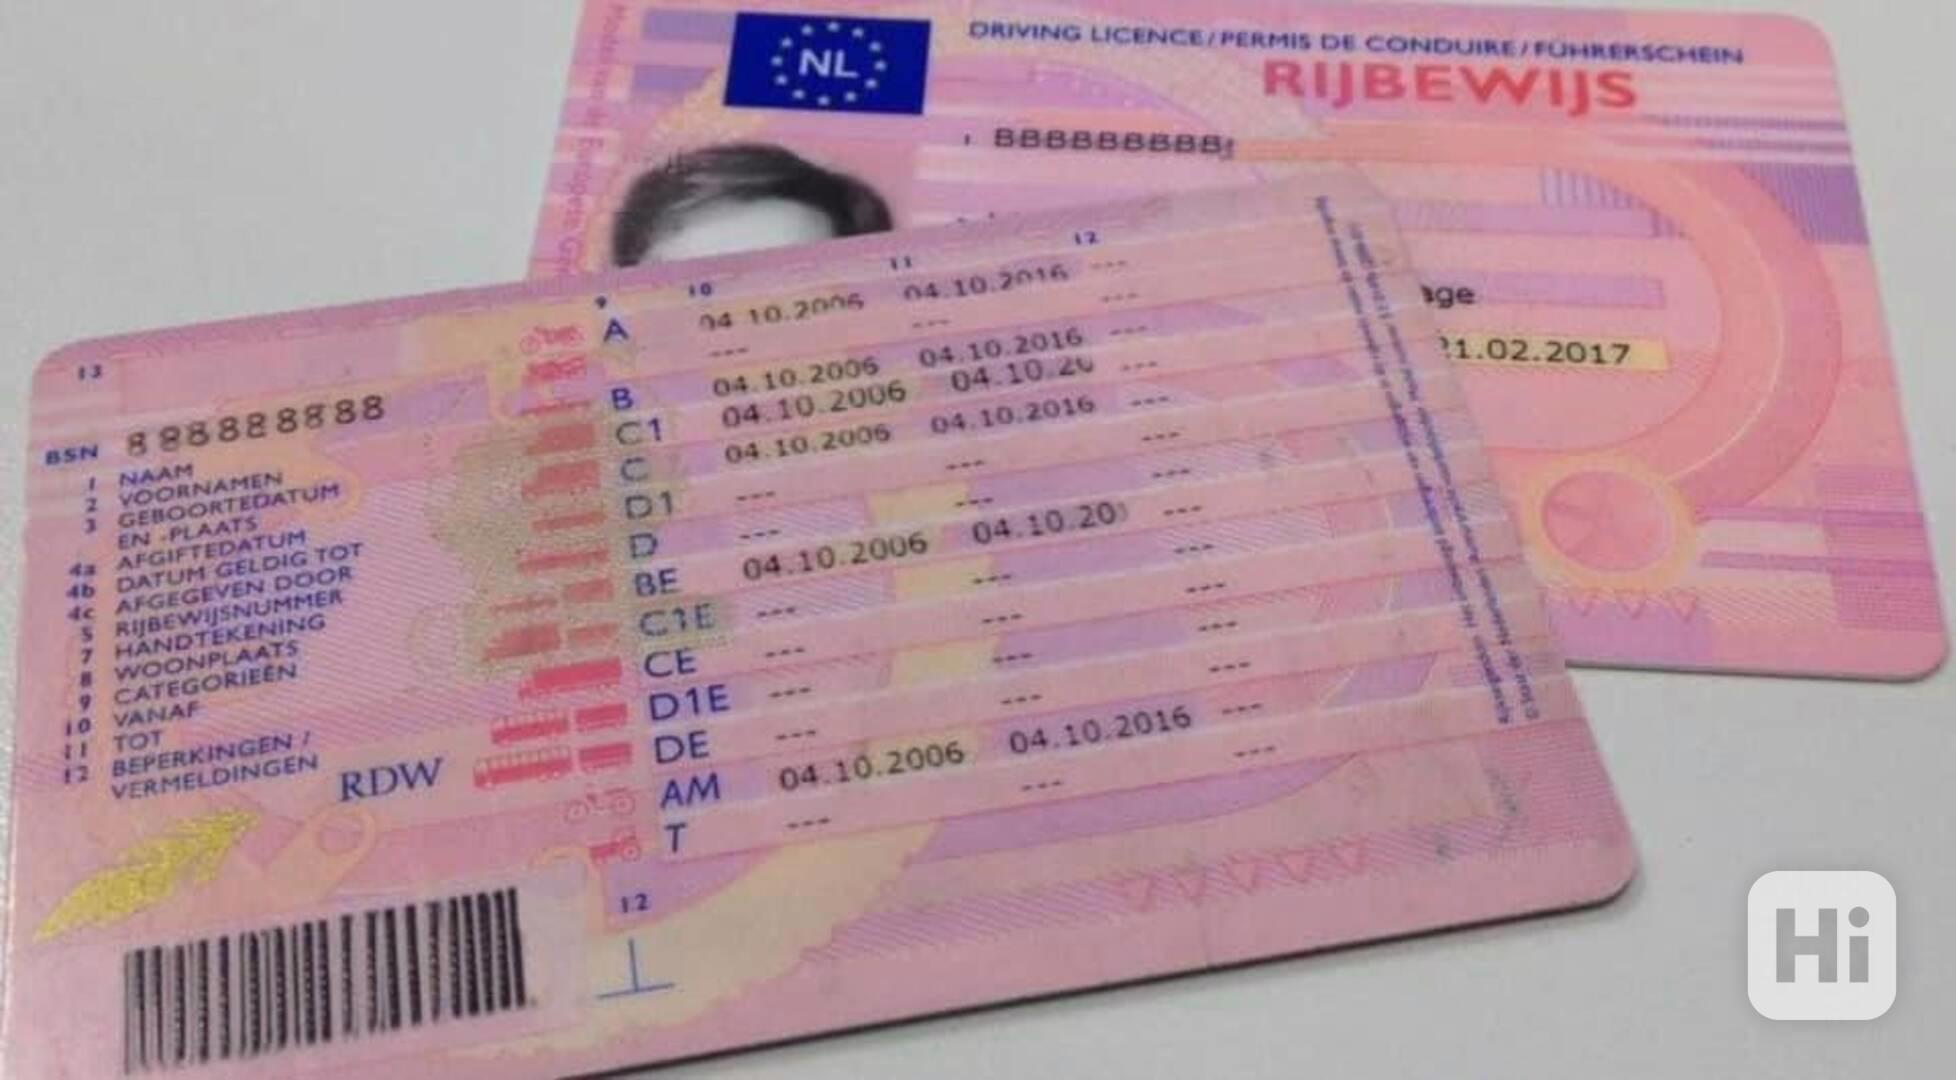 NL
DRIVING LICENCE/PERMIS DE CONDUIRE/FÜHRERSCHEIN
RIJBEWIJS
BBBBBBBBB
21.02.2017
9 10 11 12
13
BSN 888888888
1 NAAM
2 VOORNAMEN
3 GEBOORTEDATUM
EN -PLAATS
4a AFGIFTEDATUM
4b DATUM GELDIG TOT
4c AFGEGEVEN DOOR
5 RIJBEWIJSNUMMER
7 HANDTEKENING
8 WOONPLAATS
9 CATEGORIEËN
10 VANAF
11 TOT
12 BEPERKINGEN /
VERMELDINGEN
RDW
A 04.10.2006 04.10.2016 ---
--- --- ---
B 04.10.2006 04.10.2016 ---
C1 04.10.2006 ---
C 04.10.2006 04.10.2016 ---
D1 --- --- ---
D --- --- ---
BE 04.10.2006 ---
C1E --- --- ---
CE --- --- ---
D1E --- --- ---
DE --- --- ---
AM 04.10.2006 04.10.2016 ---
T --- --- ---
12
Hi